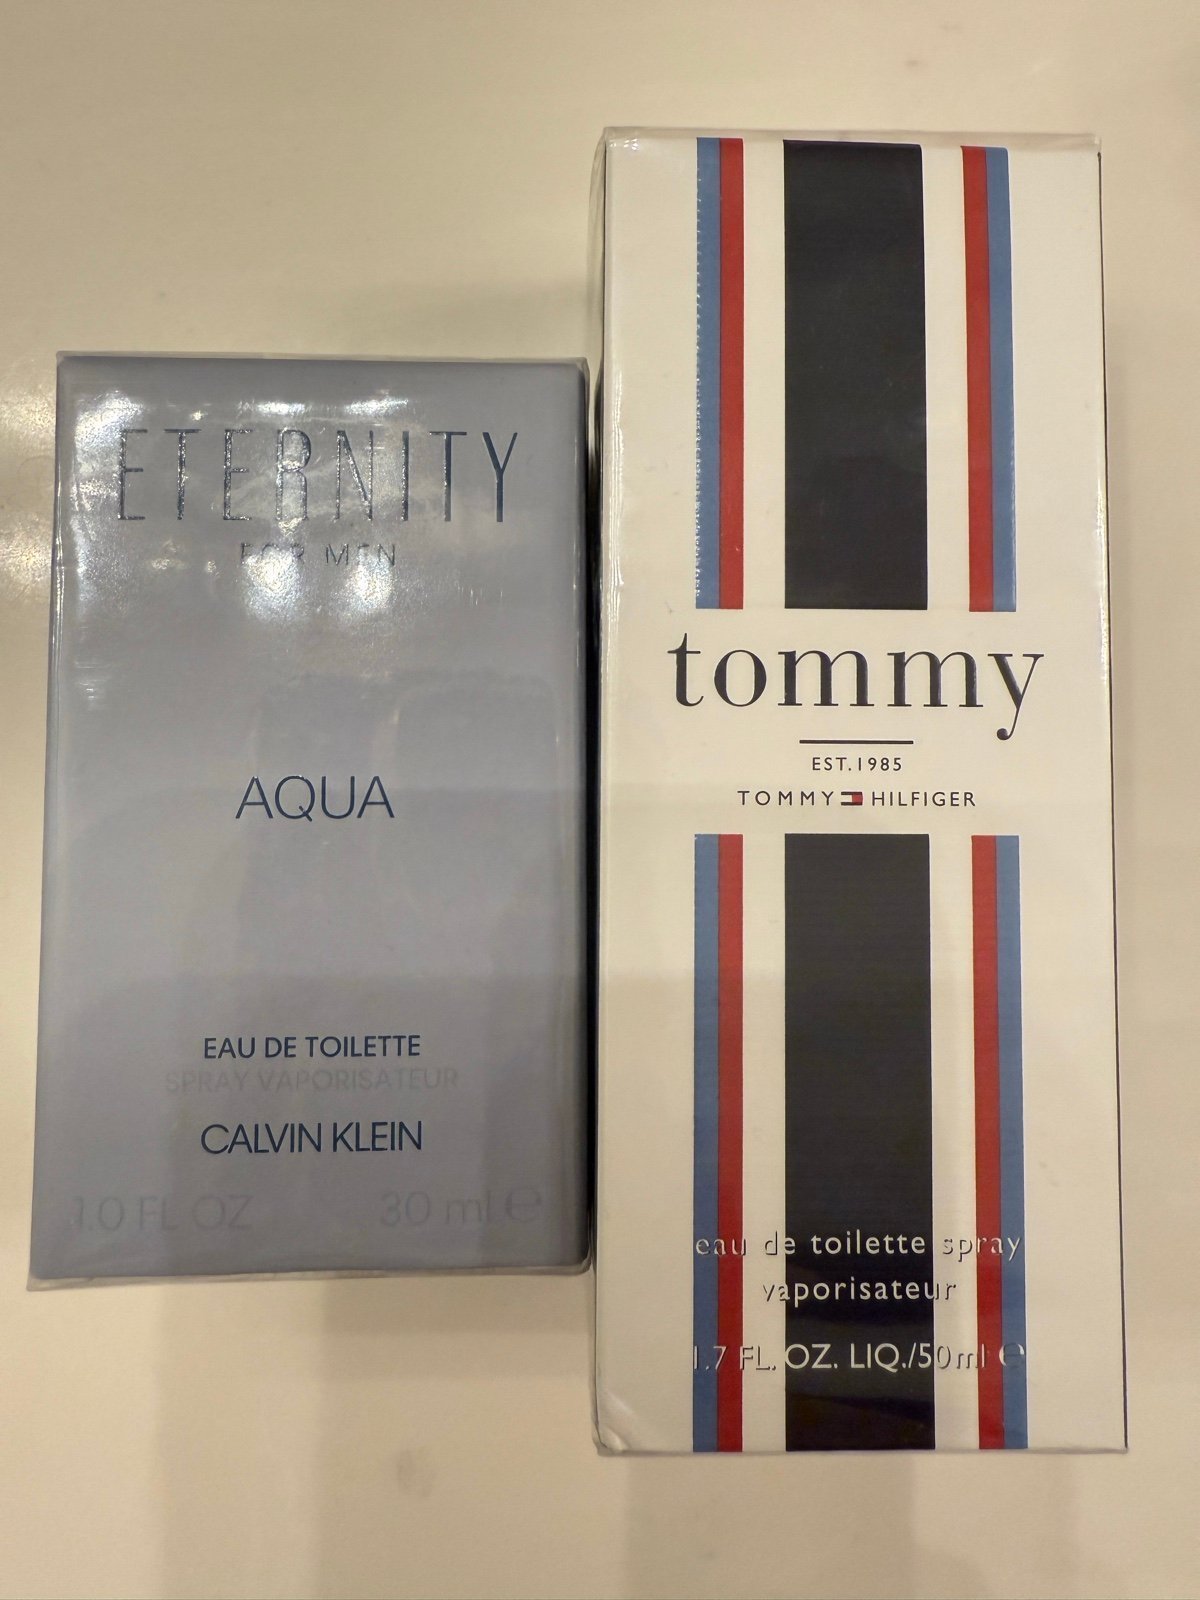 ETERNITY
FOR MEN
AQUA
EAU DE TOILETTE
SPRAY VAPORISATEUR
CALVIN KLEIN
1.0 FL OZ 30 ml ℮
tommy
EST.1985
TOMMY HILFIGER
eau de toilette spray
vaporisateur
1.7 FL. OZ. LIQ./50ml ℮